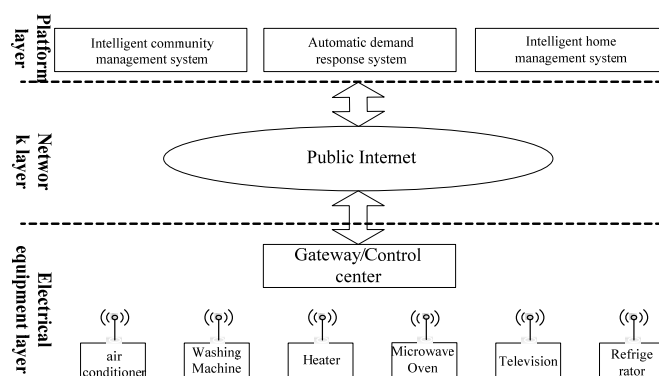 Platform
layer
Intelligent community
management system
Automatic demand
response system
Intelligent home
management system
Networ
k layer
Public Internet
Electrical
equipment layer
Gateway/Control
center
air
conditioner
Washing
Machine
Heater
Microwave
Oven
Television
Refrige
rator